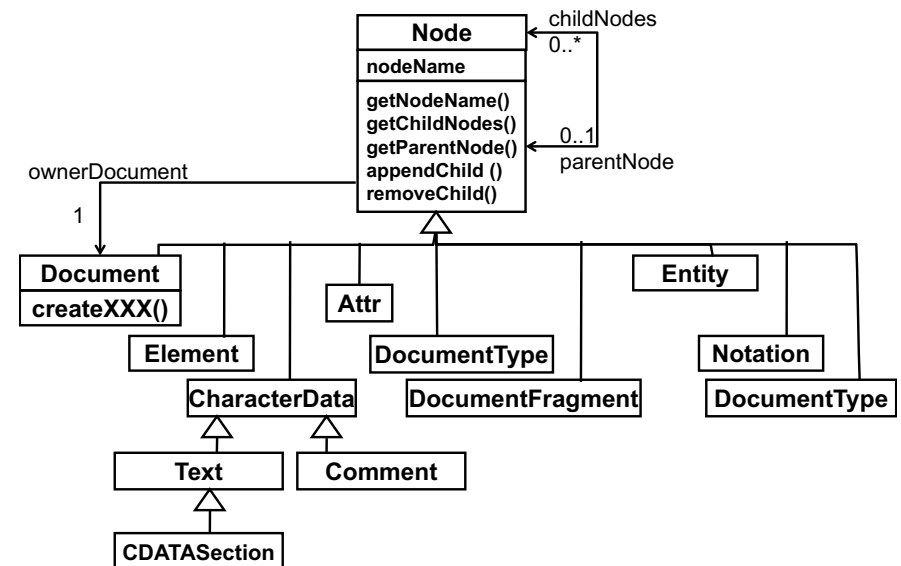 Node
nodeName
getNodeName()
getChildNodes()
getParentNode()
appendChild ()
removeChild()
childNodes
0..*
0..1
parentNode
ownerDocument
1
Document
createXXX()
Attr
Entity
Element
DocumentType
Notation
CharacterData
DocumentFragment
DocumentType
Text
Comment
CDATASection